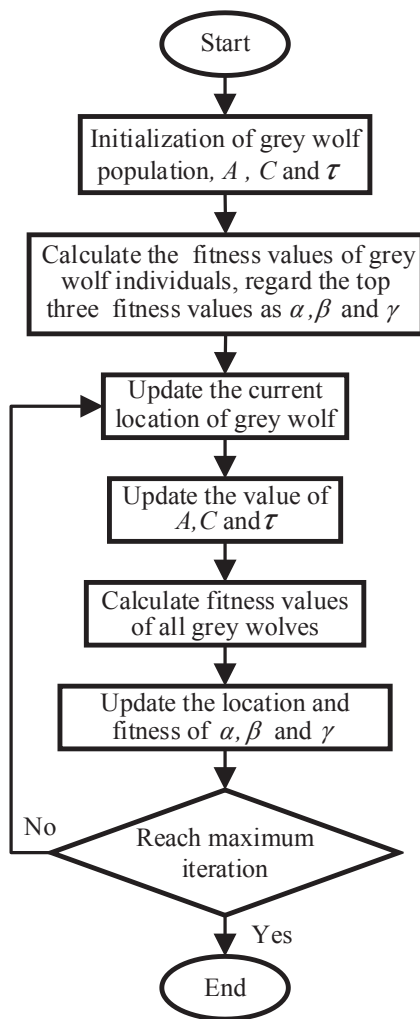 Start
Initialization of grey wolf
population, A , C and τ
Calculate the fitness values of grey
wolf individuals, regard the top
three fitness values as α ,β and γ
Update the current
location of grey wolf
Update the value of
A,C and τ
Calculate fitness values
of all grey wolves
Update the location and
fitness of α, β and γ
No
Reach maximum
iteration
Yes
End